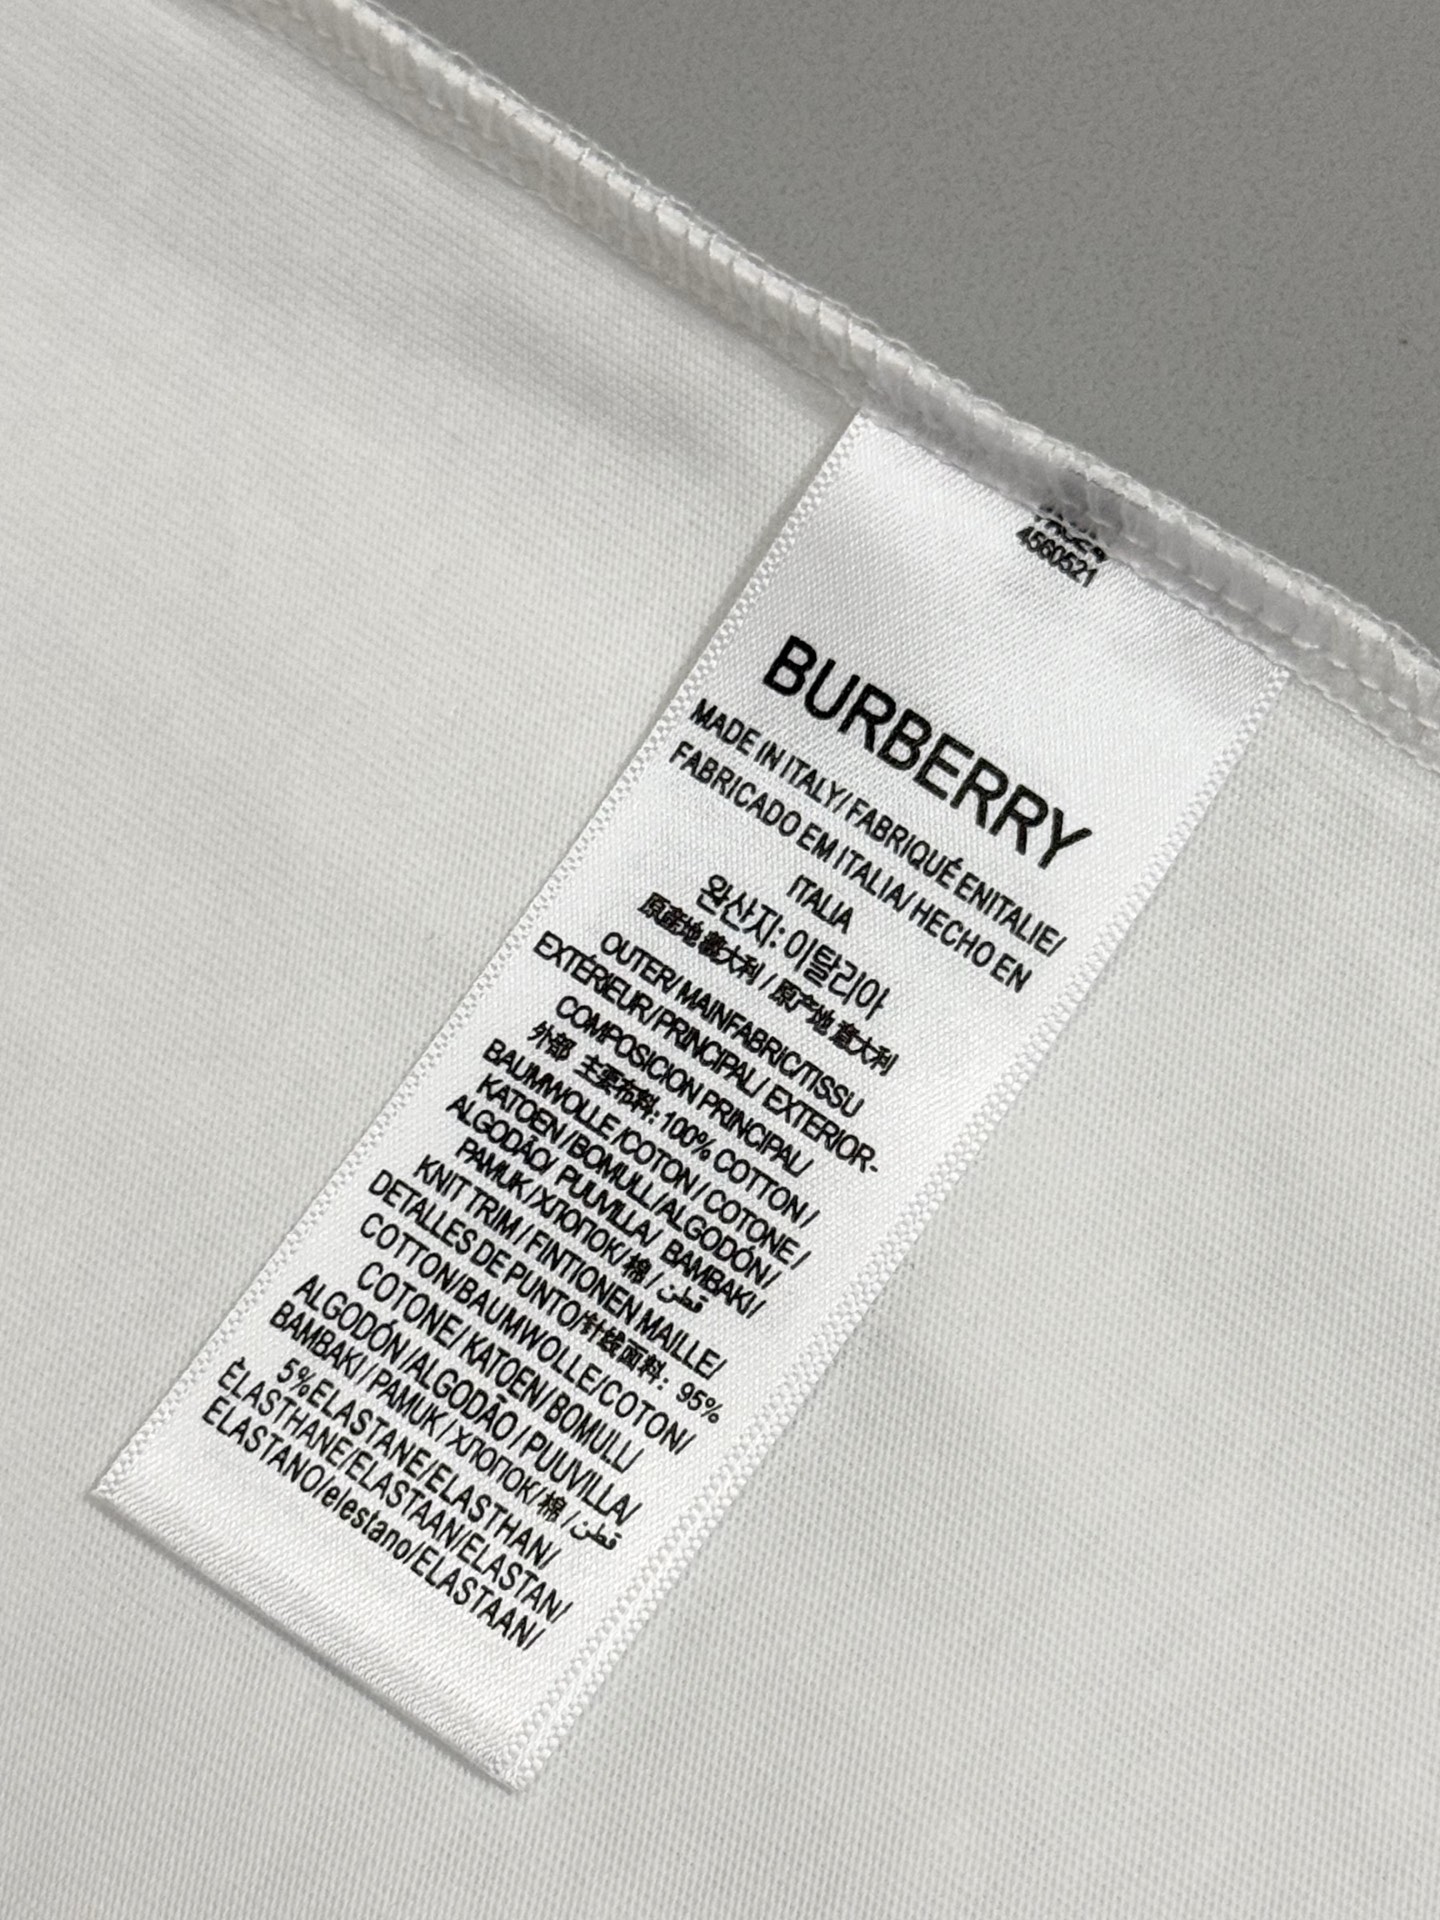 4560521
BURBERRY
MADE IN ITALY/ FABRIQUÉ ENITALIE/
FABRICADO EM ITALIA/ HECHO EN
ITALIA
완산지: 이탈리아
原産地 意大利 / 原产地 意大利
OUTER/ MAINFABRIC/TISSU
EXTÉRIEUR/PRINCIPAL/ EXTERIOR-
COMPOSICION PRINCIPAL/
外部 主要布料: 100% COTTON /
BAUMWOLLE /COTON / COTONE /
KATOEN /BOMULL/ALGODÓN /
ALGODÃO/ PUUVILLA/ BAMBAKI/
PAMUK/ХЛОПОК/ 棉 / قطن
KNIT TRIM / FINTIONEN MAILLE/
DETALLES DE PUNTO/针线面料: 95%
COTTON/BAUMWOLLE/COTON/
COTONE/ KATOEN/ BOMULL/
ALGODÓN /ALGODÃO / PUUVILLA/
BAMBAKI / PAMUK/ ХЛОПОК/ 棉 / قطن
5%ELASTANE/ELASTHAN/
ÉLASTHANE/ELASTAAN/ELASTAN/
ELASTANO/elestano/ELASTAAN/